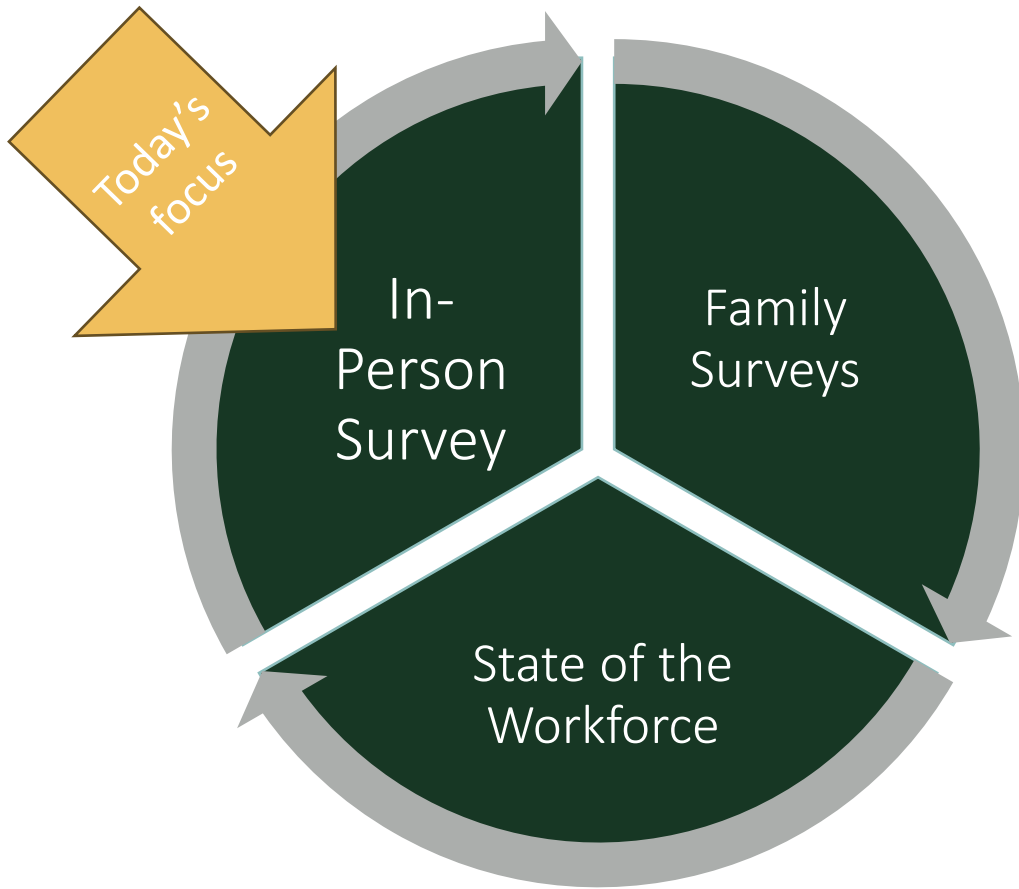 Today's
focus
In-
Person
Survey
Family
Surveys
State of the
Workforce